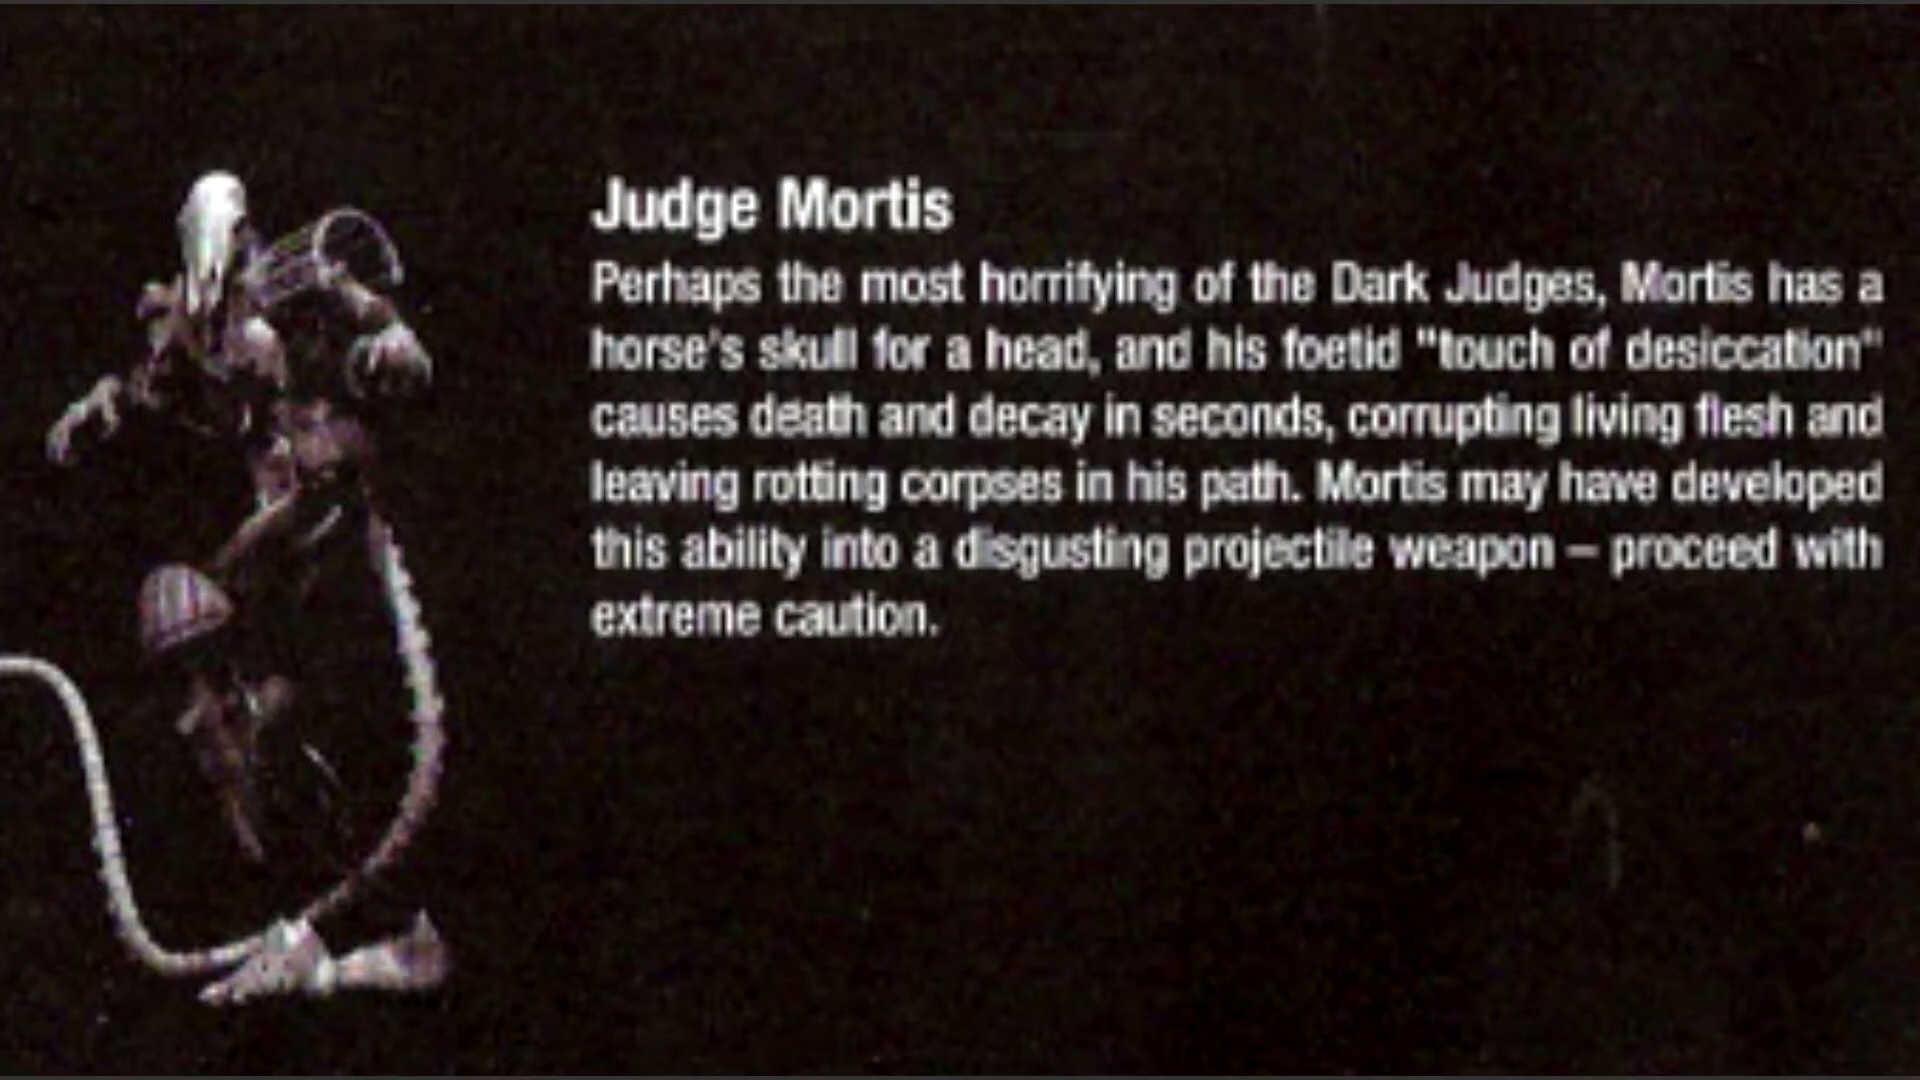 Judge Mortis
Perhaps the most horrifying of the Dark Judges, Mortis has a
horse's skull for a head, and his foetid "touch of desiccation"
causes death and decay in seconds, corrupting living flesh and
leaving rotting corpses in his path. Mortis may have developed
this ability into a disgusting projectile weapon – proceed with
extreme caution.